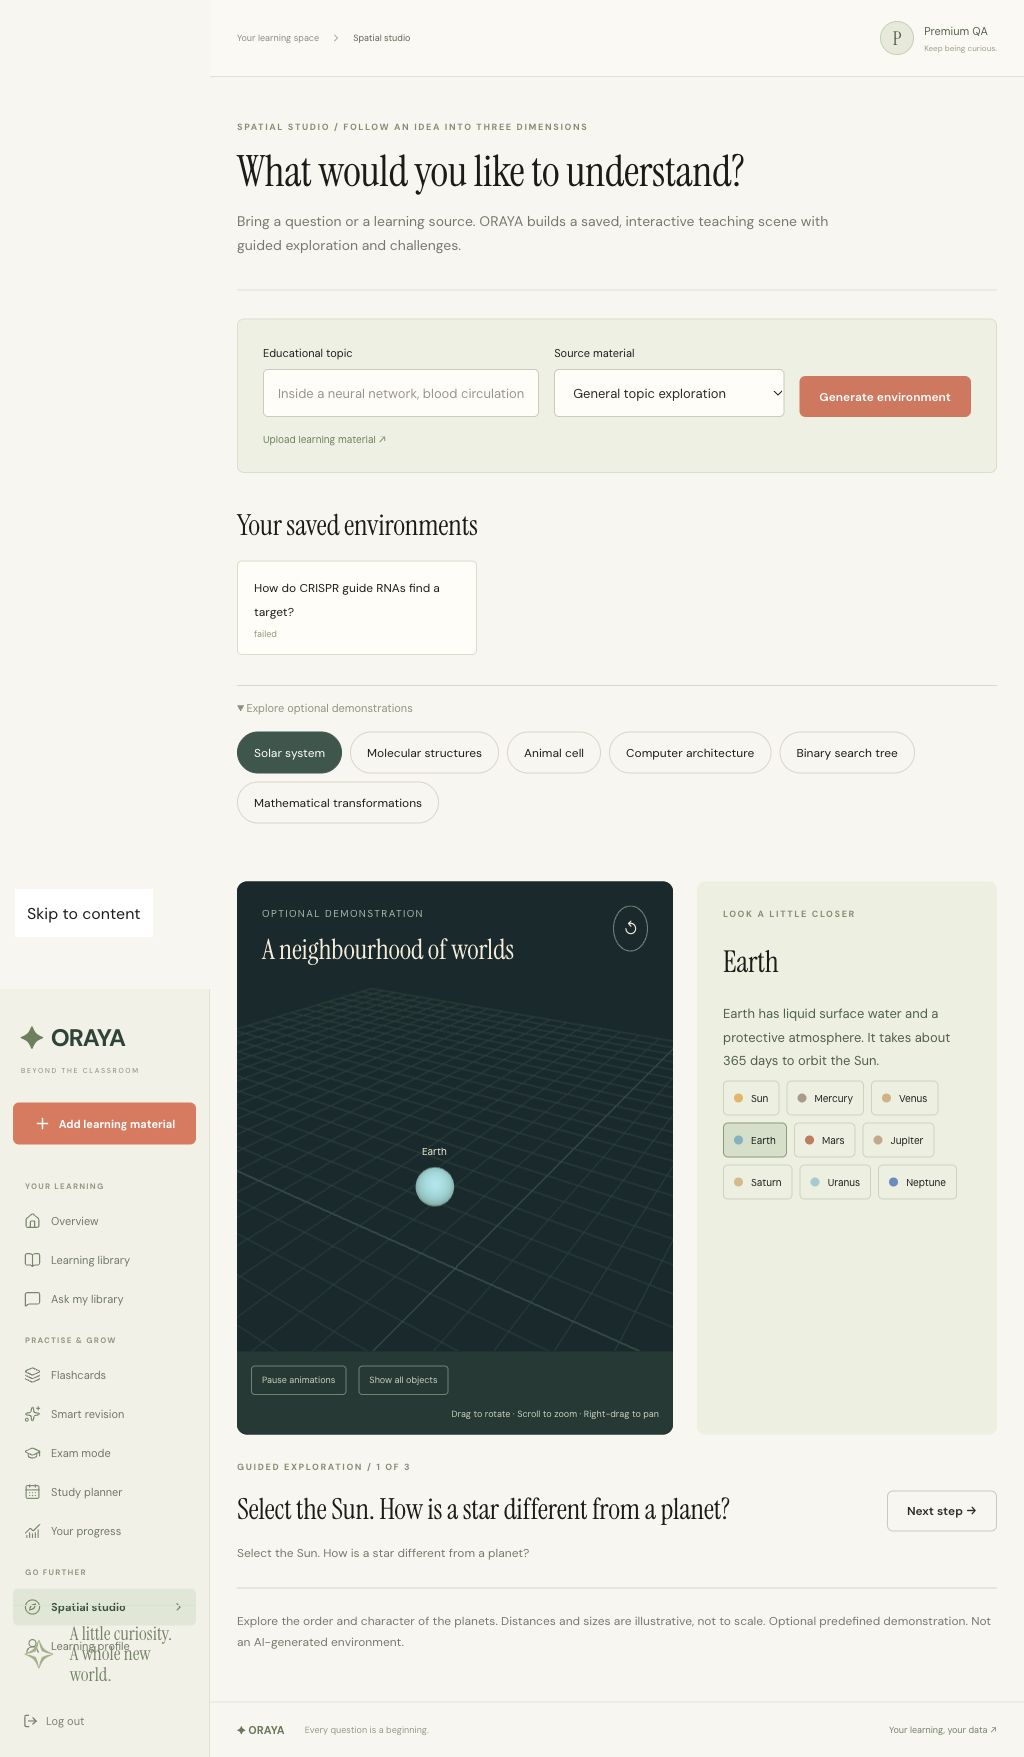 Your learning space
Spatial studio
P
Premium QA
Keep being curious.
SPATIAL STUDIO / FOLLOW AN IDEA INTO THREE DIMENSIONS
What would you like to understand?
Bring a question or a learning source. ORAYA builds a saved, interactive teaching scene with
guided exploration and challenges.
Educational topic
Source material
Inside a neural network, blood circulation
General topic exploration
Generate environment
Upload learning material ↗
Your saved environments
How do CRISPR guide RNAs find a
target?
failed
▼ Explore optional demonstrations
Solar system
Molecular structures
Animal cell
Computer architecture
Binary search tree
Mathematical transformations
Skip to content
ORAYA
BEYOND THE CLASSROOM
Add learning material
YOUR LEARNING
Overview
Learning library
Ask my library
PRACTISE & GROW
Flashcards
Smart revision
Exam mode
Study planner
Your progress
GO FURTHER
Spatial studio
Learning profile
A little curiosity.
A whole new
world.
Log out
OPTIONAL DEMONSTRATION
A neighbourhood of worlds
Earth
Pause animations
Show all objects
Drag to rotate · Scroll to zoom · Right-drag to pan
LOOK A LITTLE CLOSER
Earth
Earth has liquid surface water and a
protective atmosphere. It takes about
365 days to orbit the Sun.
Sun
Mercury
Venus
Earth
Mars
Jupiter
Saturn
Uranus
Neptune
GUIDED EXPLORATION / 1 OF 3
Select the Sun. How is a star different from a planet?
Next step →
Select the Sun. How is a star different from a planet?
Explore the order and character of the planets. Distances and sizes are illustrative, not to scale. Optional predefined demonstration. Not
an AI-generated environment.
ORAYA
Every question is a beginning.
Your learning, your data ↗